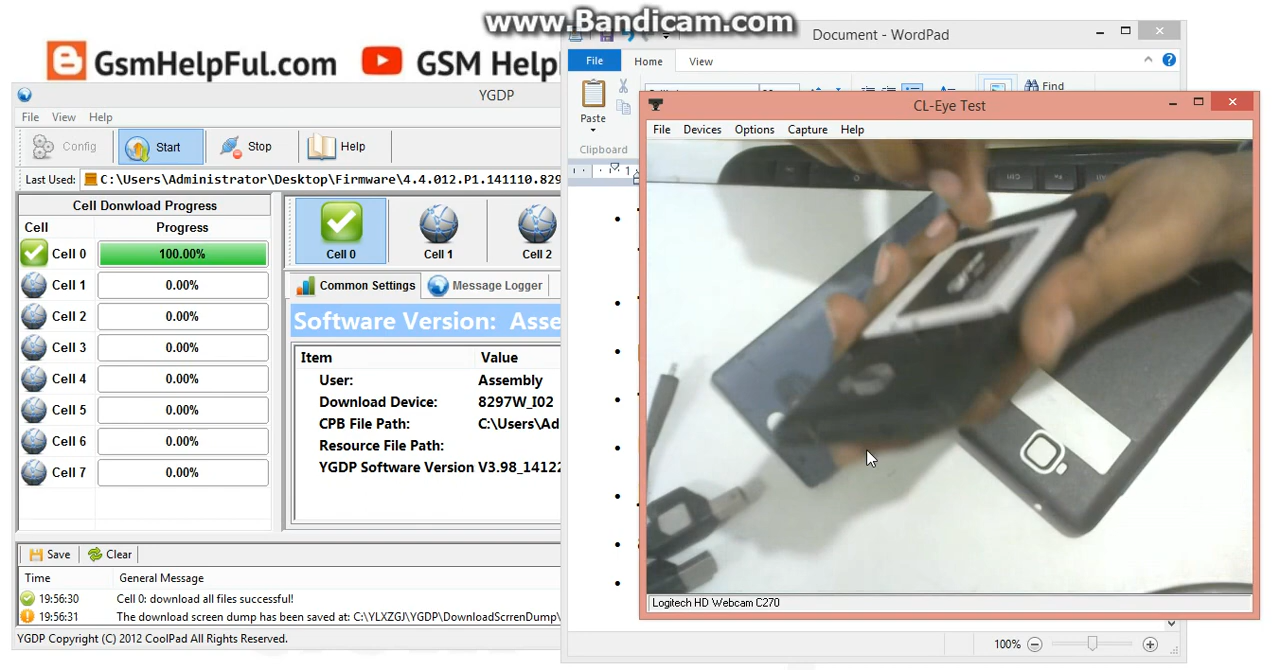 www.Bandicam.com
GsmHelpFul.com
GSM Help
YGDP
File View Help
Config Start Stop Help
Last Used: C:\Users\Administrator\Desktop\Firmware\4.4.012.P1.141110.829
Cell Donwload Progress
Cell Progress
Cell 0 100.00%
Cell 1 0.00%
Cell 2 0.00%
Cell 3 0.00%
Cell 4 0.00%
Cell 5 0.00%
Cell 6 0.00%
Cell 7 0.00%
Cell 0 Cell 1 Cell 2
Common Settings Message Logger
Software Version: Asse
Item Value
User: Assembly
Download Device: 8297W_I02
CPB File Path: C:\Users\Ad
Resource File Path:
YGDP Software Version V3.98_14122
Save Clear
Time General Message
19:56:30 Cell 0: download all files successful!
19:56:31 The download screen dump has been saved at: C:\YLXZGJ\YGDP\DownloadScrrenDump\
YGDP Copyright (C) 2012 CoolPad All Rights Reserved.
Document - WordPad
File Home View
Find
Paste
Clipboard
1
CL-Eye Test
File Devices Options Capture Help
Ctrl Fn
Logitech HD Webcam C270
100%